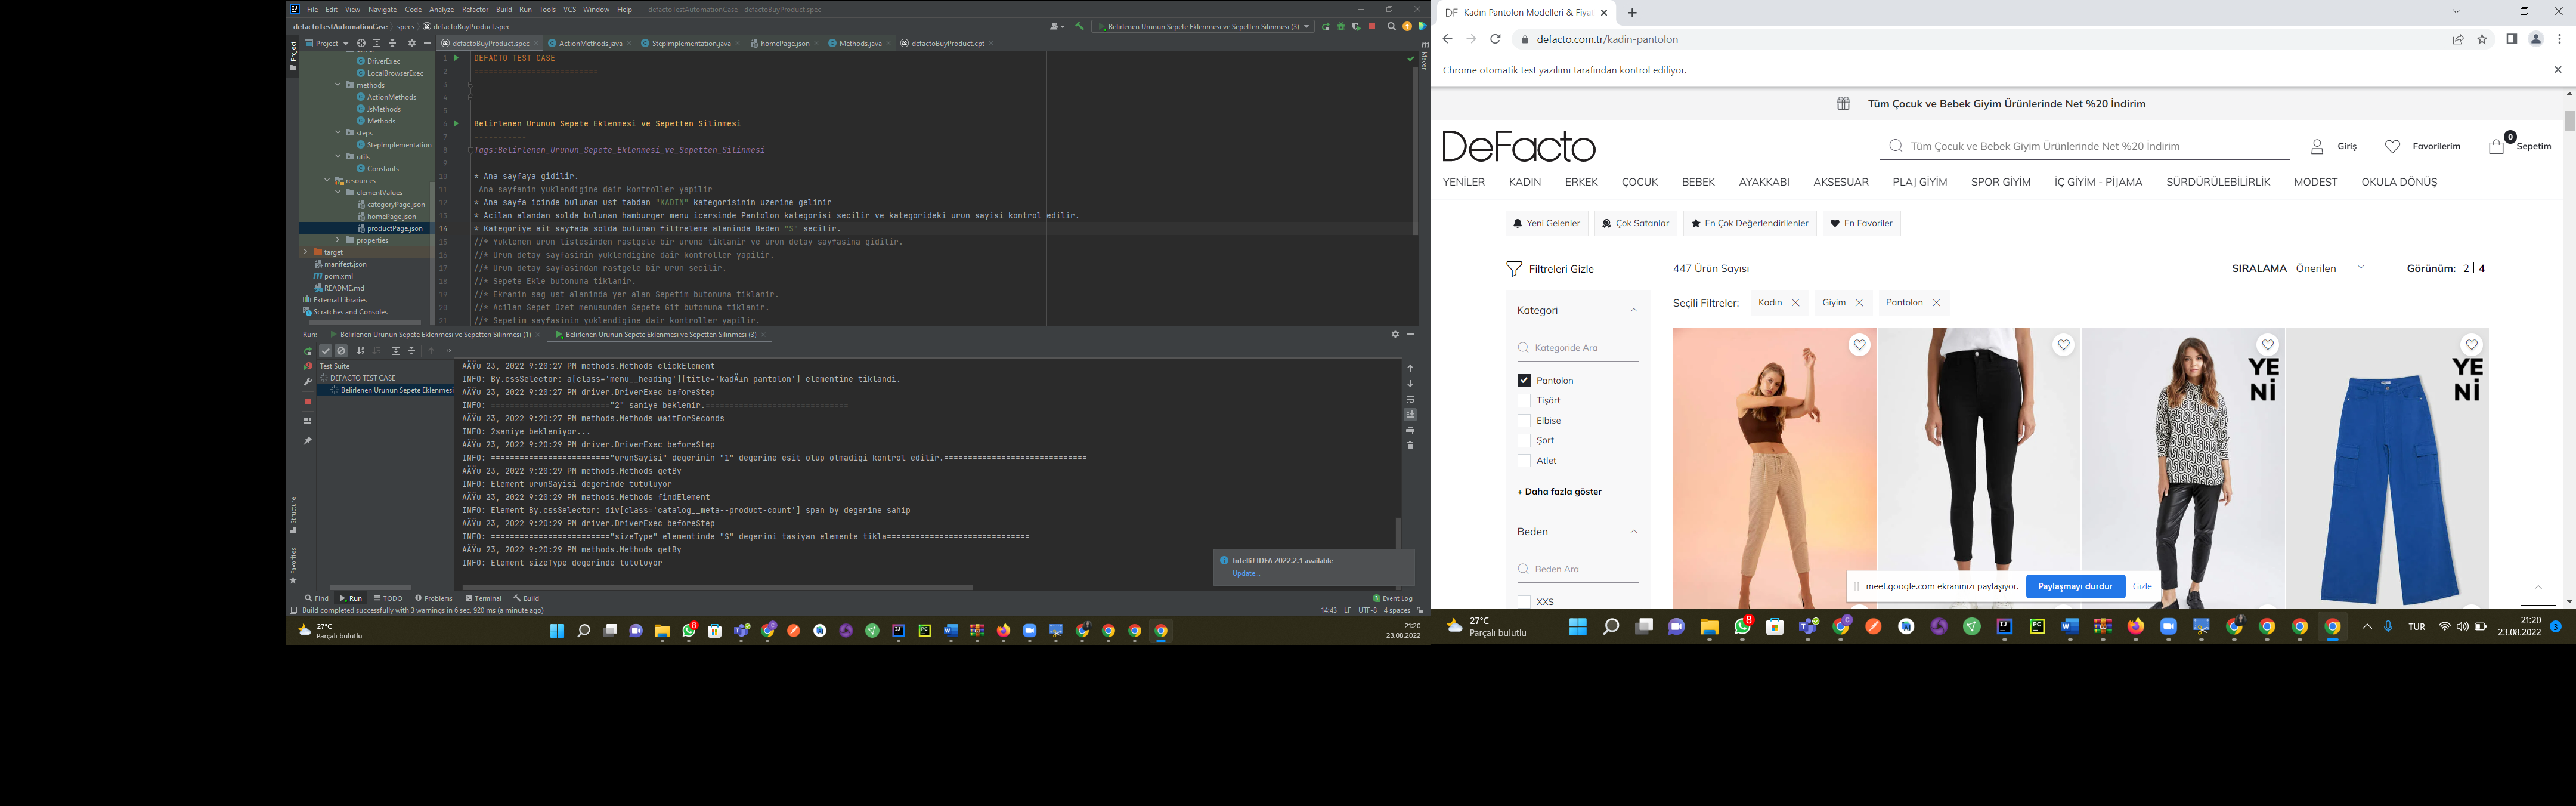 File Edit View Navigate Code Analyze Refactor Build Run Tools VCS Window Help defactoTestAutomationCase - defactoBuyProduct.spec
defactoTestAutomationCase specs defactoBuyProduct.spec
Belirlenen Urunun Sepete Eklenmesi ve Sepetten Silinmesi (3)
Project
defactoBuyProduct.spec ActionMethods.java StepImplementation.java homePage.json Methods.java defactoBuyProduct.cpt
Project
Maven
DriverExec
LocalBrowserExec
methods
ActionMethods
JsMethods
Methods
steps
StepImplementation
utils
Constants
resources
elementValues
categoryPage.json
homePage.json
productPage.json
properties
target
manifest.json
pom.xml
README.md
External Libraries
Scratches and Consoles
1 DEFACTO TEST CASE
2 ==========================
3
4
5
6 Belirlenen Urunun Sepete Eklenmesi ve Sepetten Silinmesi
7 -----------
8 Tags:Belirlenen_Urunun_Sepete_Eklenmesi_ve_Sepetten_Silinmesi
9
10 * Ana sayfaya gidilir.
11 Ana sayfanin yuklendigine dair kontroller yapilir
12 * Ana sayfa icinde bulunan ust tabdan "KADIN" kategorisinin uzerine gelinir
13 * Acilan alandan solda bulunan hamburger menu icersinde Pantolon kategorisi secilir ve kategorideki urun sayisi kontrol edilir.
14 * Kategoriye ait sayfada solda bulunan filtreleme alaninda Beden "S" secilir.
15 //* Yuklenen urun listesinden rastgele bir urune tiklanir ve urun detay sayfasina gidilir.
16 //* Urun detay sayfasinin yuklendigine dair kontroller yapilir.
17 //* Urun detay sayfasindan rastgele bir urun secilir.
18 //* Sepete Ekle butonuna tiklanir.
19 //* Ekranin sag ust alaninda yer alan Sepetim butonuna tiklanir.
20 //* Acilan Sepet Ozet menusunden Sepete Git butonuna tiklanir.
21 //* Sepetim sayfasinin yuklendigine dair kontroller yapilir.
Run: Belirlenen Urunun Sepete Eklenmesi ve Sepetten Silinmesi (1) Belirlenen Urunun Sepete Eklenmesi ve Sepetten Silinmesi (3)
Test Suite
DEFACTO TEST CASE
Belirlenen Urunun Sepete Eklenmesi
AÄŸu 23, 2022 9:20:27 PM methods.Methods clickElement
INFO: By.cssSelector: a[class='menu__heading'][title='kadÄ±n pantolon'] elementine tiklandi.
AÄŸu 23, 2022 9:20:27 PM driver.DriverExec beforeStep
INFO: ========================="2" saniye beklenir.==============================
AÄŸu 23, 2022 9:20:27 PM methods.Methods waitForSeconds
INFO: 2saniye bekleniyor...
AÄŸu 23, 2022 9:20:29 PM driver.DriverExec beforeStep
INFO: ========================="urunSayisi" degerinin "1" degerine esit olup olmadigi kontrol edilir.==============================
AÄŸu 23, 2022 9:20:29 PM methods.Methods getBy
INFO: Element urunSayisi degerinde tutuluyor
AÄŸu 23, 2022 9:20:29 PM methods.Methods findElement
INFO: Element By.cssSelector: div[class='catalog__meta--product-count'] span by degerine sahip
AÄŸu 23, 2022 9:20:29 PM driver.DriverExec beforeStep
INFO: ========================="sizeType" elementinde "S" degerini tasiyan elemente tikla==============================
AÄŸu 23, 2022 9:20:29 PM methods.Methods getBy
INFO: Element sizeType degerinde tutuluyor
Structure
Favorites
IntelliJ IDEA 2022.2.1 available
Update...
Find Run TODO Problems Terminal Build
Event Log
Build completed successfully with 3 warnings in 6 sec, 920 ms (a minute ago)
14:43 LF UTF-8 4 spaces
27°C
Parçalı bulutlu
8
21:20
23.08.2022
DF Kadın Pantolon Modelleri & Fiya
defacto.com.tr/kadin-pantolon
Chrome otomatik test yazılımı tarafından kontrol ediliyor.
Tüm Çocuk ve Bebek Giyim Ürünlerinde Net %20 İndirim
DeFacto
Tüm Çocuk ve Bebek Giyim Ürünlerinde Net %20 İndirim
Giriş Favorilerim 0 Sepetim
YENİLER KADIN ERKEK ÇOCUK BEBEK AYAKKABI AKSESUAR PLAJ GİYİM SPOR GİYİM İÇ GİYİM - PİJAMA SÜRDÜRÜLEBİLİRLİK MODEST OKULA DÖNÜŞ
Yeni Gelenler Çok Satanlar En Çok Değerlendirilenler En Favoriler
Filtreleri Gizle
447 Ürün Sayısı
SIRALAMA Önerilen
Görünüm: 2 | 4
Seçili Filtreler: Kadın Giyim Pantolon
Kategori
Kategoride Ara
Pantolon
Tişört
Elbise
Şort
Atlet
+ Daha fazla göster
Beden
Beden Ara
XXS
YE
Nİ
YE
Nİ
meet.google.com ekranınızı paylaşıyor. Paylaşmayı durdur Gizle
27°C
Parçalı bulutlu
8
TUR
21:20
23.08.2022
3